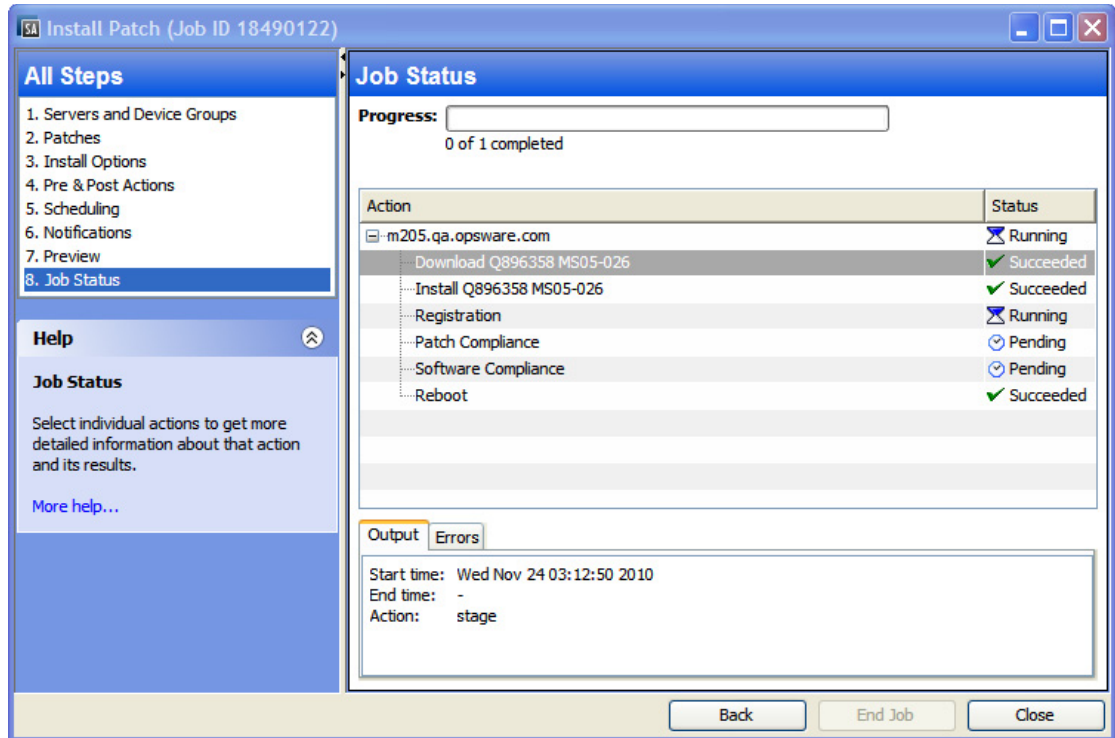 SA Install Patch (Job ID 18490122)
All Steps
1. Servers and Device Groups
2. Patches
3. Install Options
4. Pre & Post Actions
5. Scheduling
6. Notifications
7. Preview
8. Job Status
Help
Job Status
Select individual actions to get more
detailed information about that action
and its results.
More help...
Job Status
Progress:
0 of 1 completed
Action Status
m205.qa.opsware.com Running
Download Q896358 MS05-026 Succeeded
Install Q896358 MS05-026 Succeeded
Registration Running
Patch Compliance Pending
Software Compliance Pending
Reboot Succeeded
Output Errors
Start time: Wed Nov 24 03:12:50 2010
End time: -
Action: stage
Back End Job Close